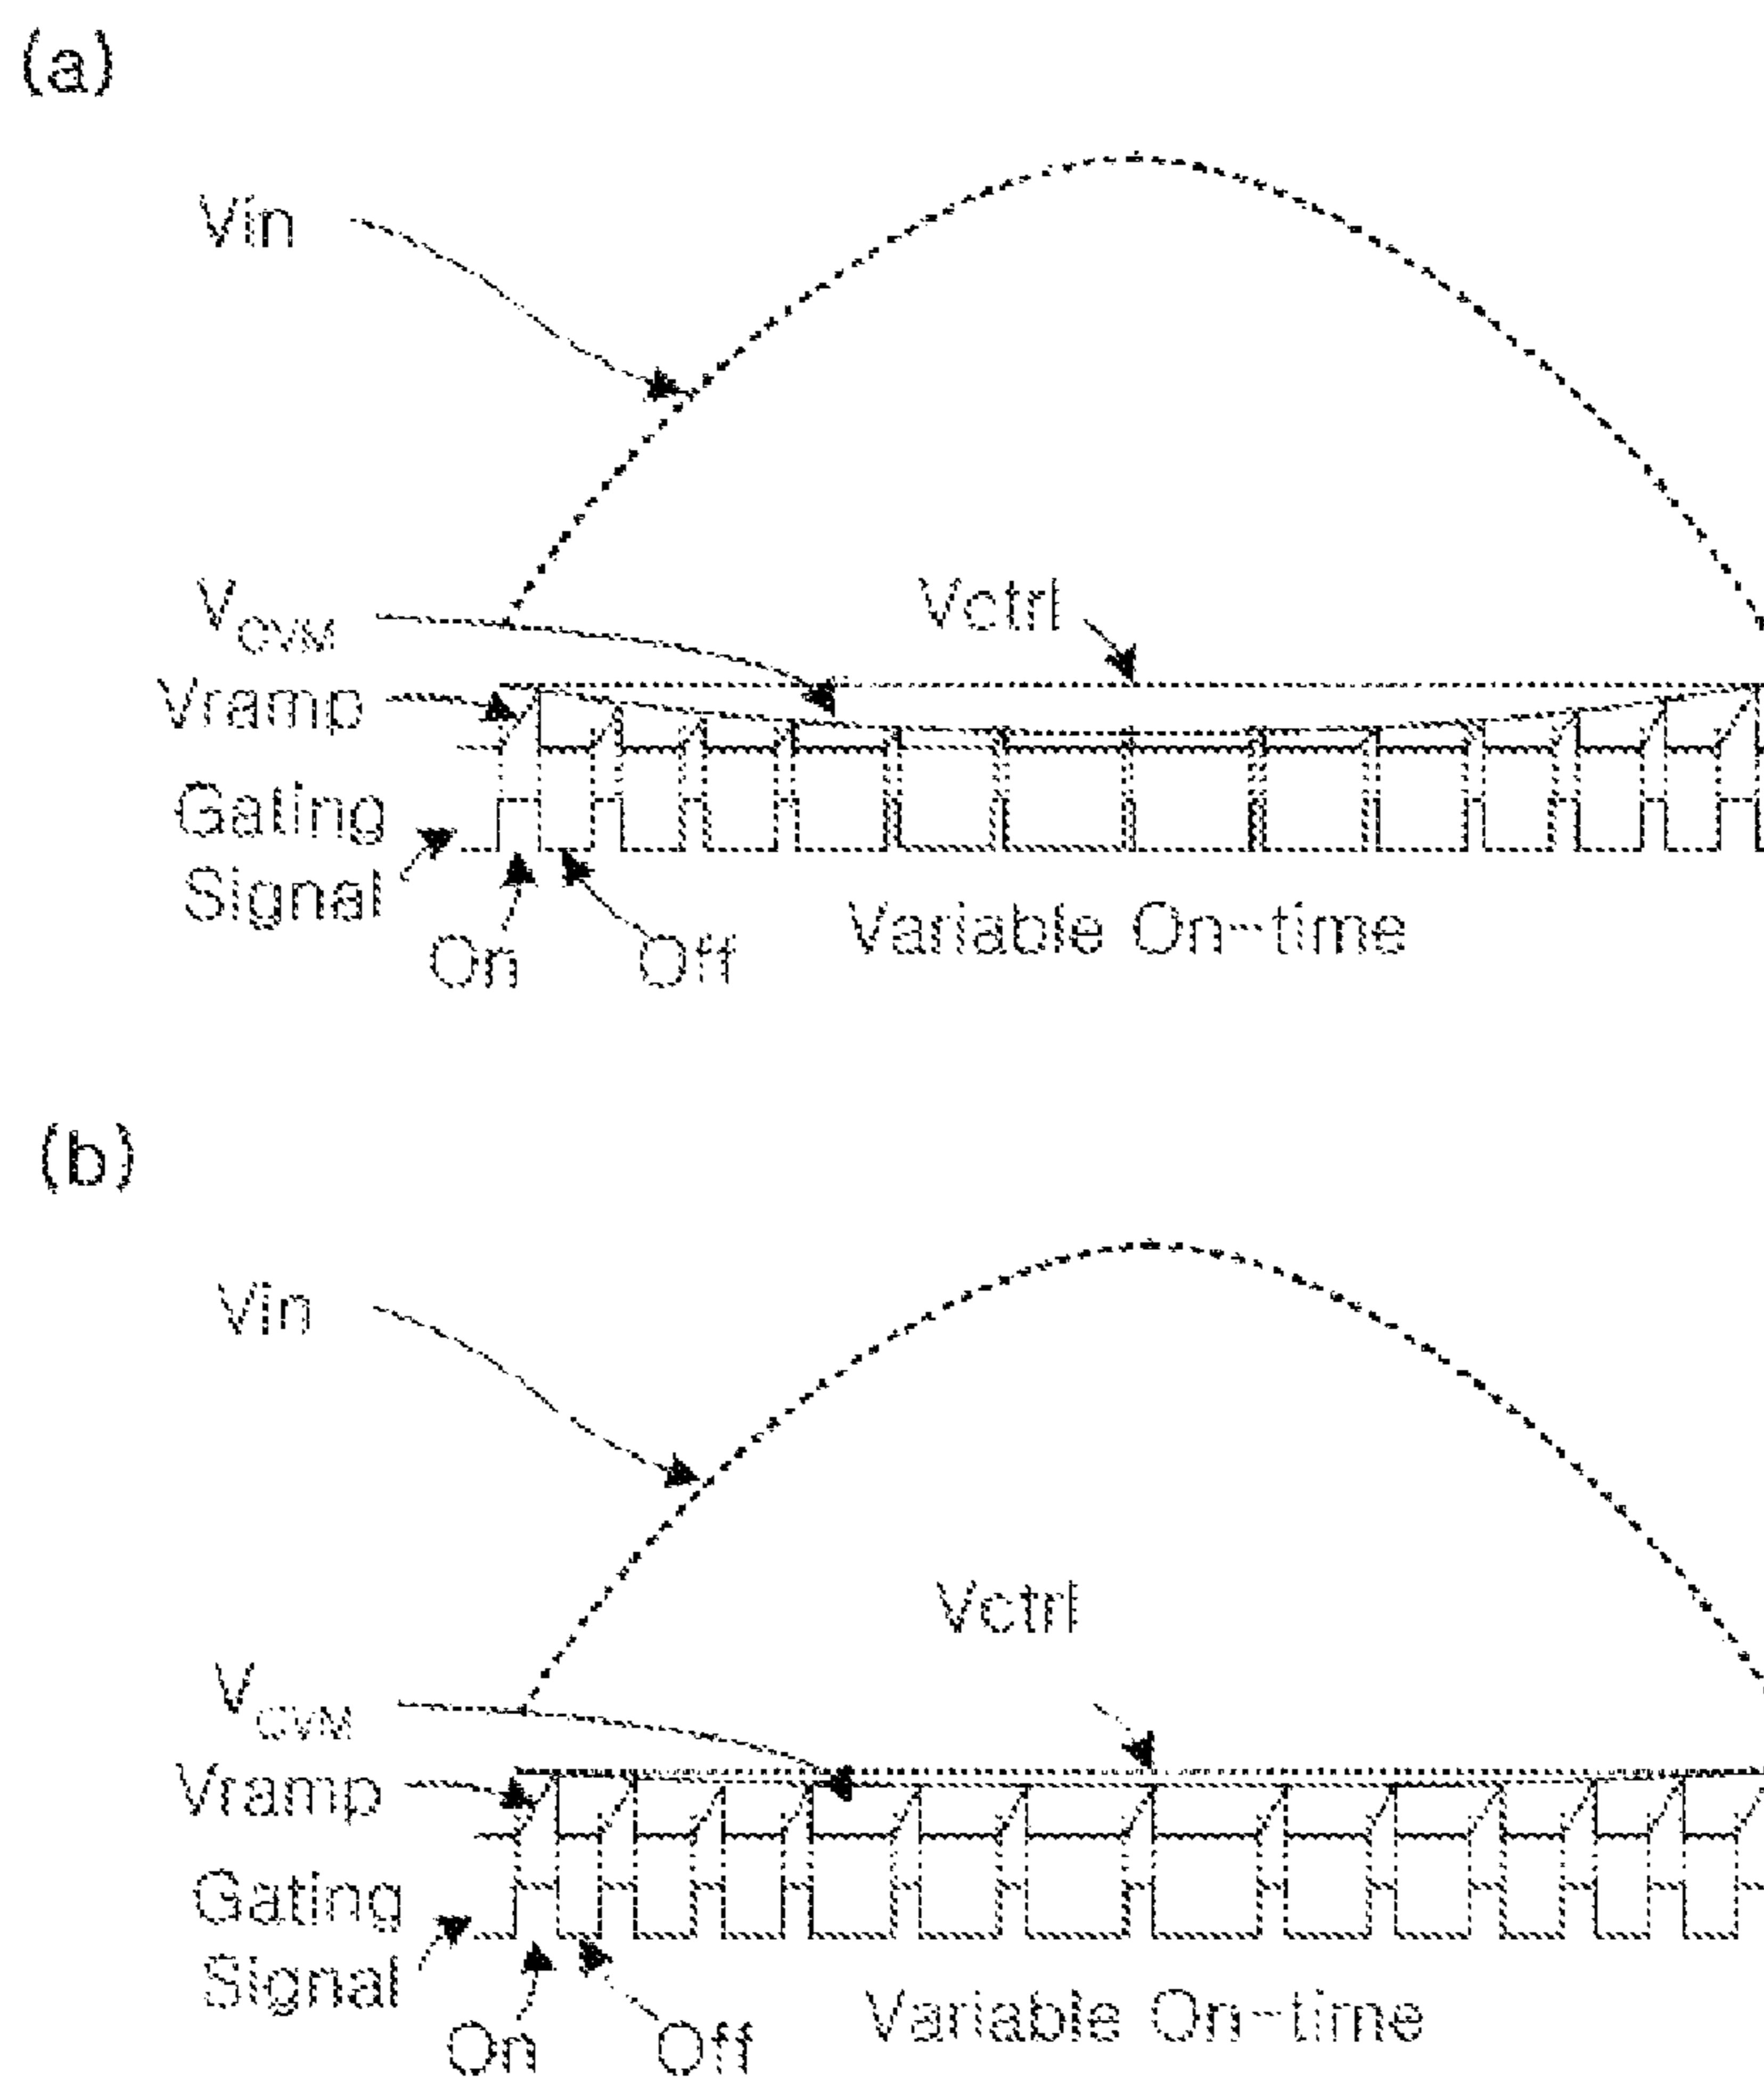 (a)
Vin
VCVM
Vctrl
Vramp
Gating
Signal
On
Off
Variable On-time
(b)
Vin
Vctrl
VCVM
Vramp
Gating
Signal
On
Off
Variable On-time